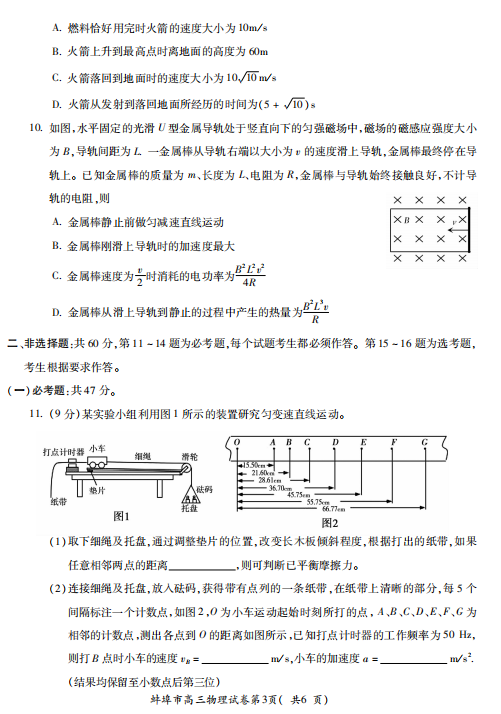 A. 燃料恰好用完时火箭的速度大小为10m/s
B. 火箭上升到最高点时离地面的高度为 60m
C. 火箭落回到地面时的速度大小为10√10m/s
D. 火箭从发射到落回地面所经历的时间为(5 + √10)s
10. 如图,水平固定的光滑 U 型金属导轨处于竖直向下的匀强磁场中,磁场的磁感应强度大小
为 B,导轨间距为 L. 一金属棒从导轨右端以大小为 v 的速度滑上导轨,金属棒最终停在导
轨上。已知金属棒的质量为 m、长度为 L、电阻为 R,金属棒与导轨始终接触良好,不计导
轨的电阻,则
A. 金属棒静止前做匀减速直线运动
B. 金属棒刚滑上导轨时的加速度最大
C. 金属棒速度为v/2时消耗的电功率为B²L²v²/4R
D. 金属棒从滑上导轨到静止的过程中产生的热量为B²L³v/R
B
v
二、非选择题:共 60 分,第 11 ~ 14 题为必考题,每个试题考生都必须作答。第 15 ~ 16 题为选考题,
考生根据要求作答。
(一)必考题:共 47 分。
11. (9 分)某实验小组利用图 1 所示的装置研究匀变速直线运动。
打点计时器 小车 细绳 滑轮
垫片 砝码
纸带 托盘
图1
O A B C D E F G
15.50cm
21.60cm
28.61cm
36.70cm
45.75cm
55.75cm
66.77cm
图2
(1)取下细绳及托盘,通过调整垫片的位置,改变长木板倾斜程度,根据打出的纸带,如果
任意相邻两点的距离____________,则可判断已平衡摩擦力。
(2)连接细绳及托盘,放入砝码,获得带有点列的一条纸带,在纸带上清晰的部分,每 5 个
间隔标注一个计数点,如图 2,O 为小车运动起始时刻所打的点, A、B、C、D、E、F、G 为
相邻的计数点,测出各点到 O 的距离如图所示,已知打点计时器的工作频率为 50 Hz,
则打 B 点时小车的速度 vB = ____________ m/s,小车的加速度 a = ____________ m/s².
(结果均保留至小数点后第三位)
蚌埠市高三物理试卷第3页( 共6 页)